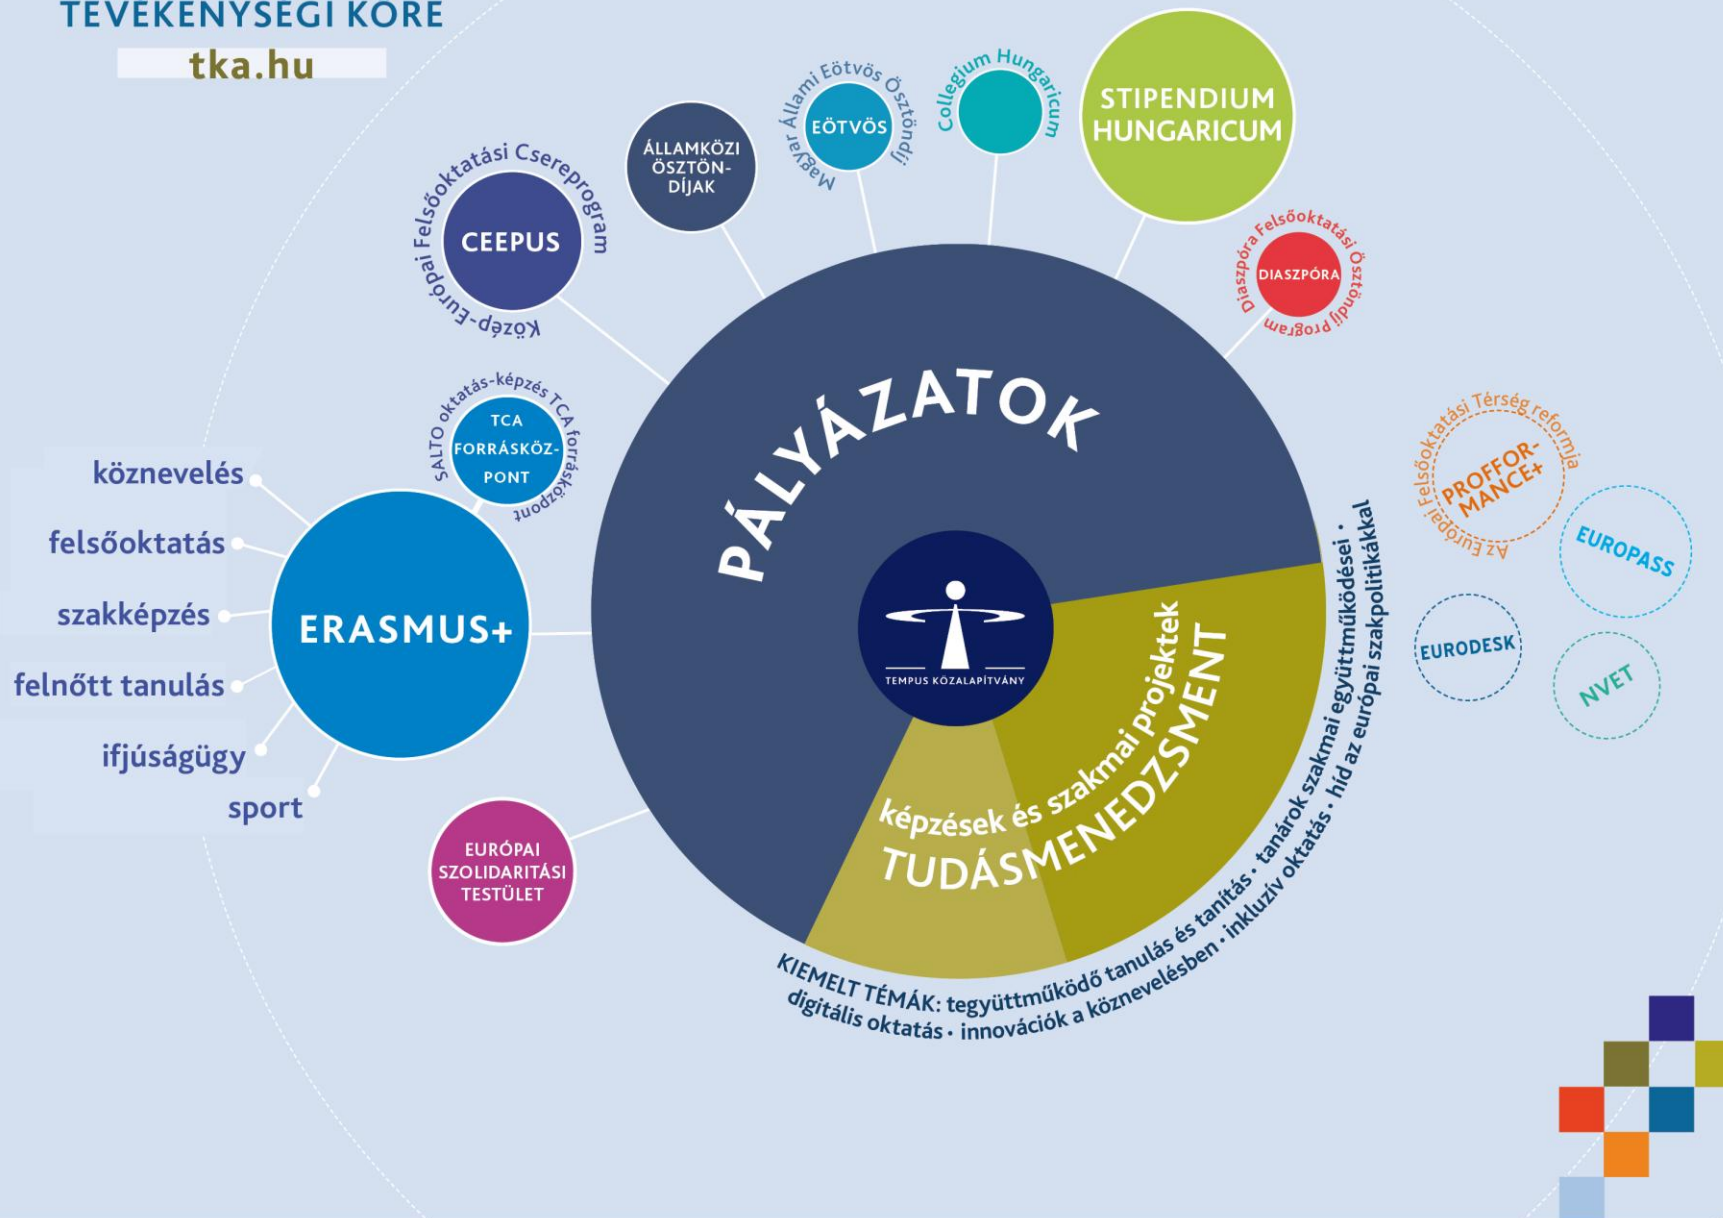 TEVÉKENYSÉGI KÖRE
tka.hu
Közép-Európai Felsőoktatási Csereprogram
CEEPUS
ÁLLAMKÖZI
ÖSZTÖN-
DÍJAK
Magyar Állami Eötvös Ösztöndíj
EÖTVÖS
Collegium Hungaricum
STIPENDIUM
HUNGARICUM
Diaszpóra Felsőoktatási Ösztöndíj Program
DIASZPÓRA
SALTO oktatás-képzés TCA forrásközpont
TCA
FORRÁSKÖZ-
PONT
köznevelés
felsőoktatás
szakképzés
felnőtt tanulás
ifjúságügy
sport
ERASMUS+
EURÓPAI
SZOLIDARITÁSI
TESTÜLET
PÁLYÁZATOK
TEMPUS KÖZALAPÍTVÁNY
képzések és szakmai projektek
TUDÁSMENEDZSMENT
KIEMELT TÉMÁK: tegyüttműködő tanulás és tanítás · tanárok szakmai együttműködései ·
digitális oktatás · innovációk a köznevelésben · inkluzív oktatás · híd az európai szakpolitikákkal
Az Európai Felsőoktatási Térség reformja
PROFFOR-
MANCE+
EUROPASS
EURODESK
NVET